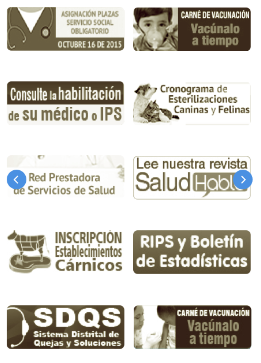 ASIGNACIÓN PLAZAS
SERVICIO SOCIAL
OBLIGATORIO
OCTUBRE 16 DE 2015
CARNÉ DE VACUNACIÓN
Vacúnalo
a tiempo
Consulte la habilitación
de su médico o IPS
Cronograma de
Esterilizaciones
Caninas y Felinas
Red Prestadora
de Servicios de Salud
Lee nuestra revista
Salud Habla
INSCRIPCIÓN
Establecimientos
Cárnicos
RIPS y Boletín
de Estadísticas
SDQS
Sistema Distrital de
Quejas y Soluciones
CARNÉ DE VACUNACIÓN
Vacúnalo
a tiempo